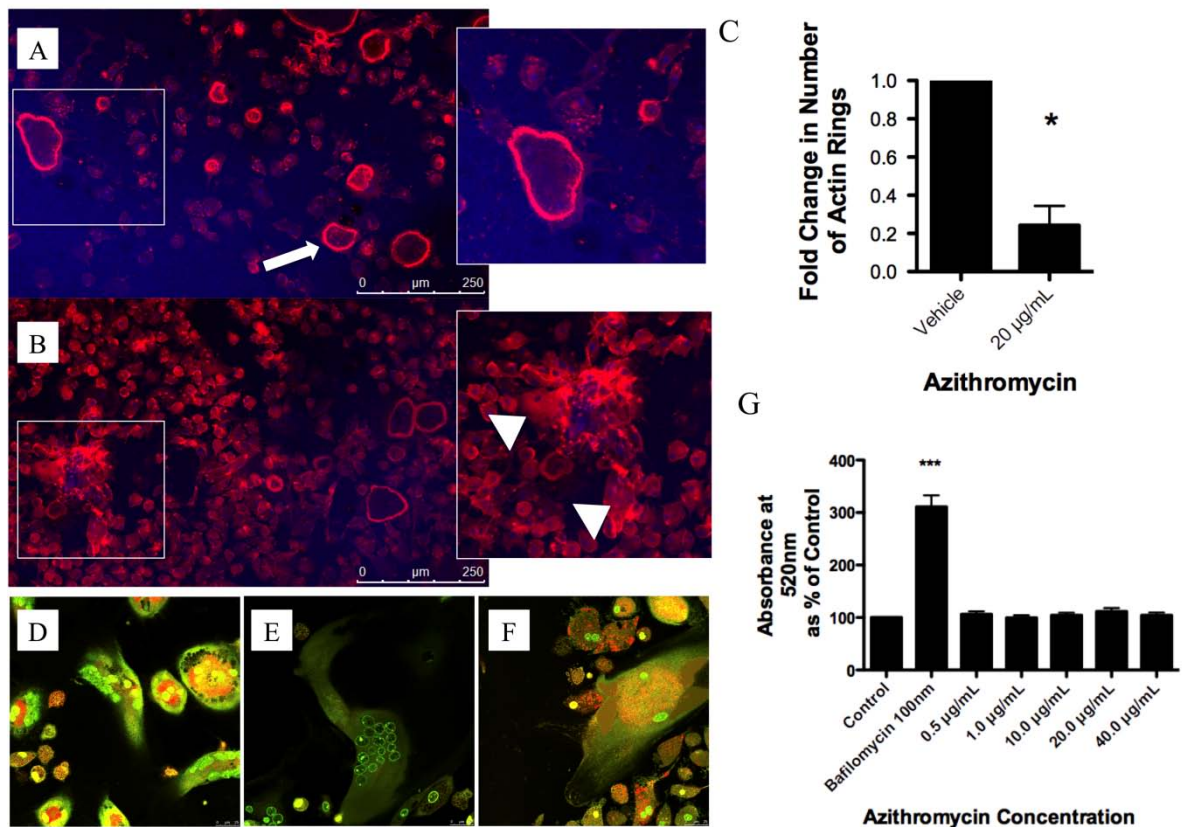 A
0 µm 250
B
0 µm 250
C
Fold Change in Number
of Actin Rings
1.0
0.8
0.6
0.4
0.2
0.0
*
Vehicle
20 µg/mL
Azithromycin
D
E
F
G
Absorbance at
520nm
as % of Control
400
300
200
100
0
***
Control
Bafilomycin 100nm
0.5 µg/mL
1.0 µg/mL
10.0 µg/mL
20.0 µg/mL
40.0 µg/mL
Azithromycin Concentration